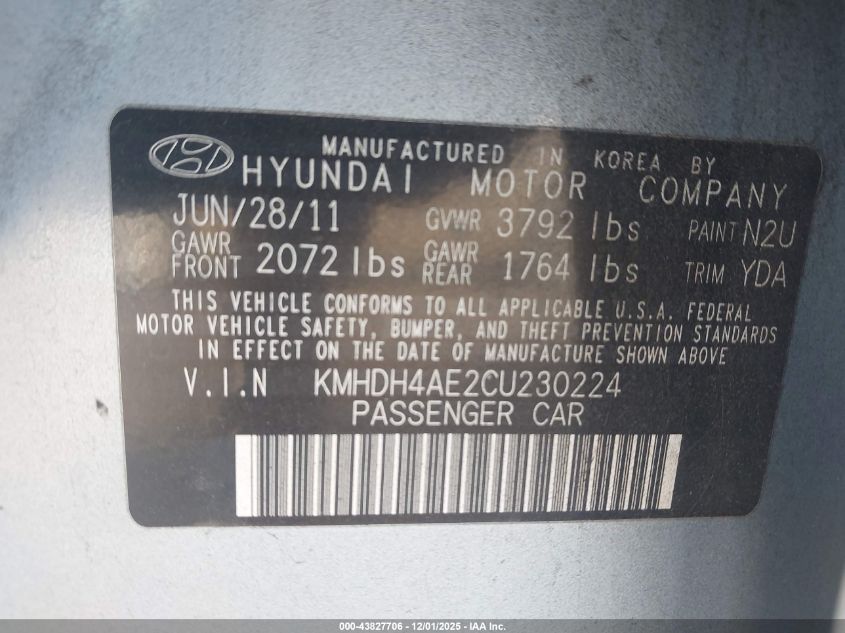 MANUFACTURED IN KOREA BY
HYUNDAI MOTOR COMPANY
JUN/28/11 GVWR 3792 lbs PAINT N2U
GAWR FRONT 2072 lbs GAWR REAR 1764 lbs TRIM YDA
THIS VEHICLE CONFORMS TO ALL APPLICABLE U.S.A. FEDERAL
MOTOR VEHICLE SAFETY, BUMPER, AND THEFT PREVENTION STANDARDS
IN EFFECT ON THE DATE OF MANUFACTURE SHOWN ABOVE
V.I.N KMHDH4AE2CU230224
PASSENGER CAR
000-43827706 - 12/01/2025 - IAA Inc.